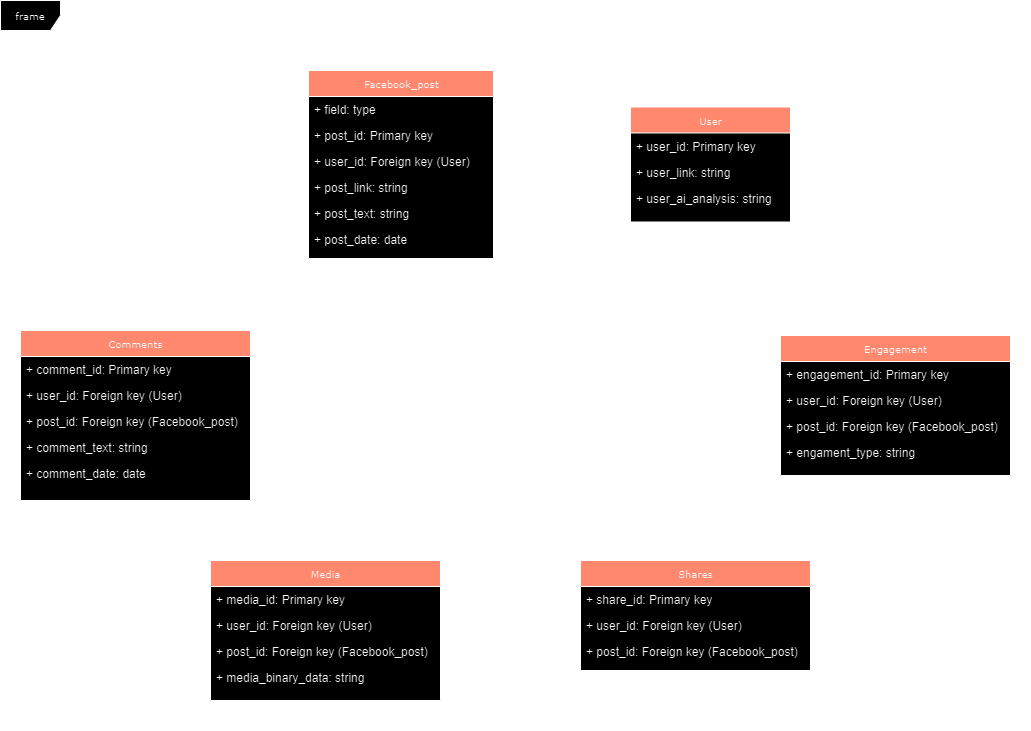 frame
Facebook_post
+ field: type
+ post_id: Primary key
+ user_id: Foreign key (User)
+ post_link: string
+ post_text: string
+ post_date: date
User
+ user_id: Primary key
+ user_link: string
+ user_ai_analysis: string
Comments
+ comment_id: Primary key
+ user_id: Foreign key (User)
+ post_id: Foreign key (Facebook_post)
+ comment_text: string
+ comment_date: date
Engagement
+ engagement_id: Primary key
+ user_id: Foreign key (User)
+ post_id: Foreign key (Facebook_post)
+ engament_type: string
Media
+ media_id: Primary key
+ user_id: Foreign key (User)
+ post_id: Foreign key (Facebook_post)
+ media_binary_data: string
Shares
+ share_id: Primary key
+ user_id: Foreign key (User)
+ post_id: Foreign key (Facebook_post)